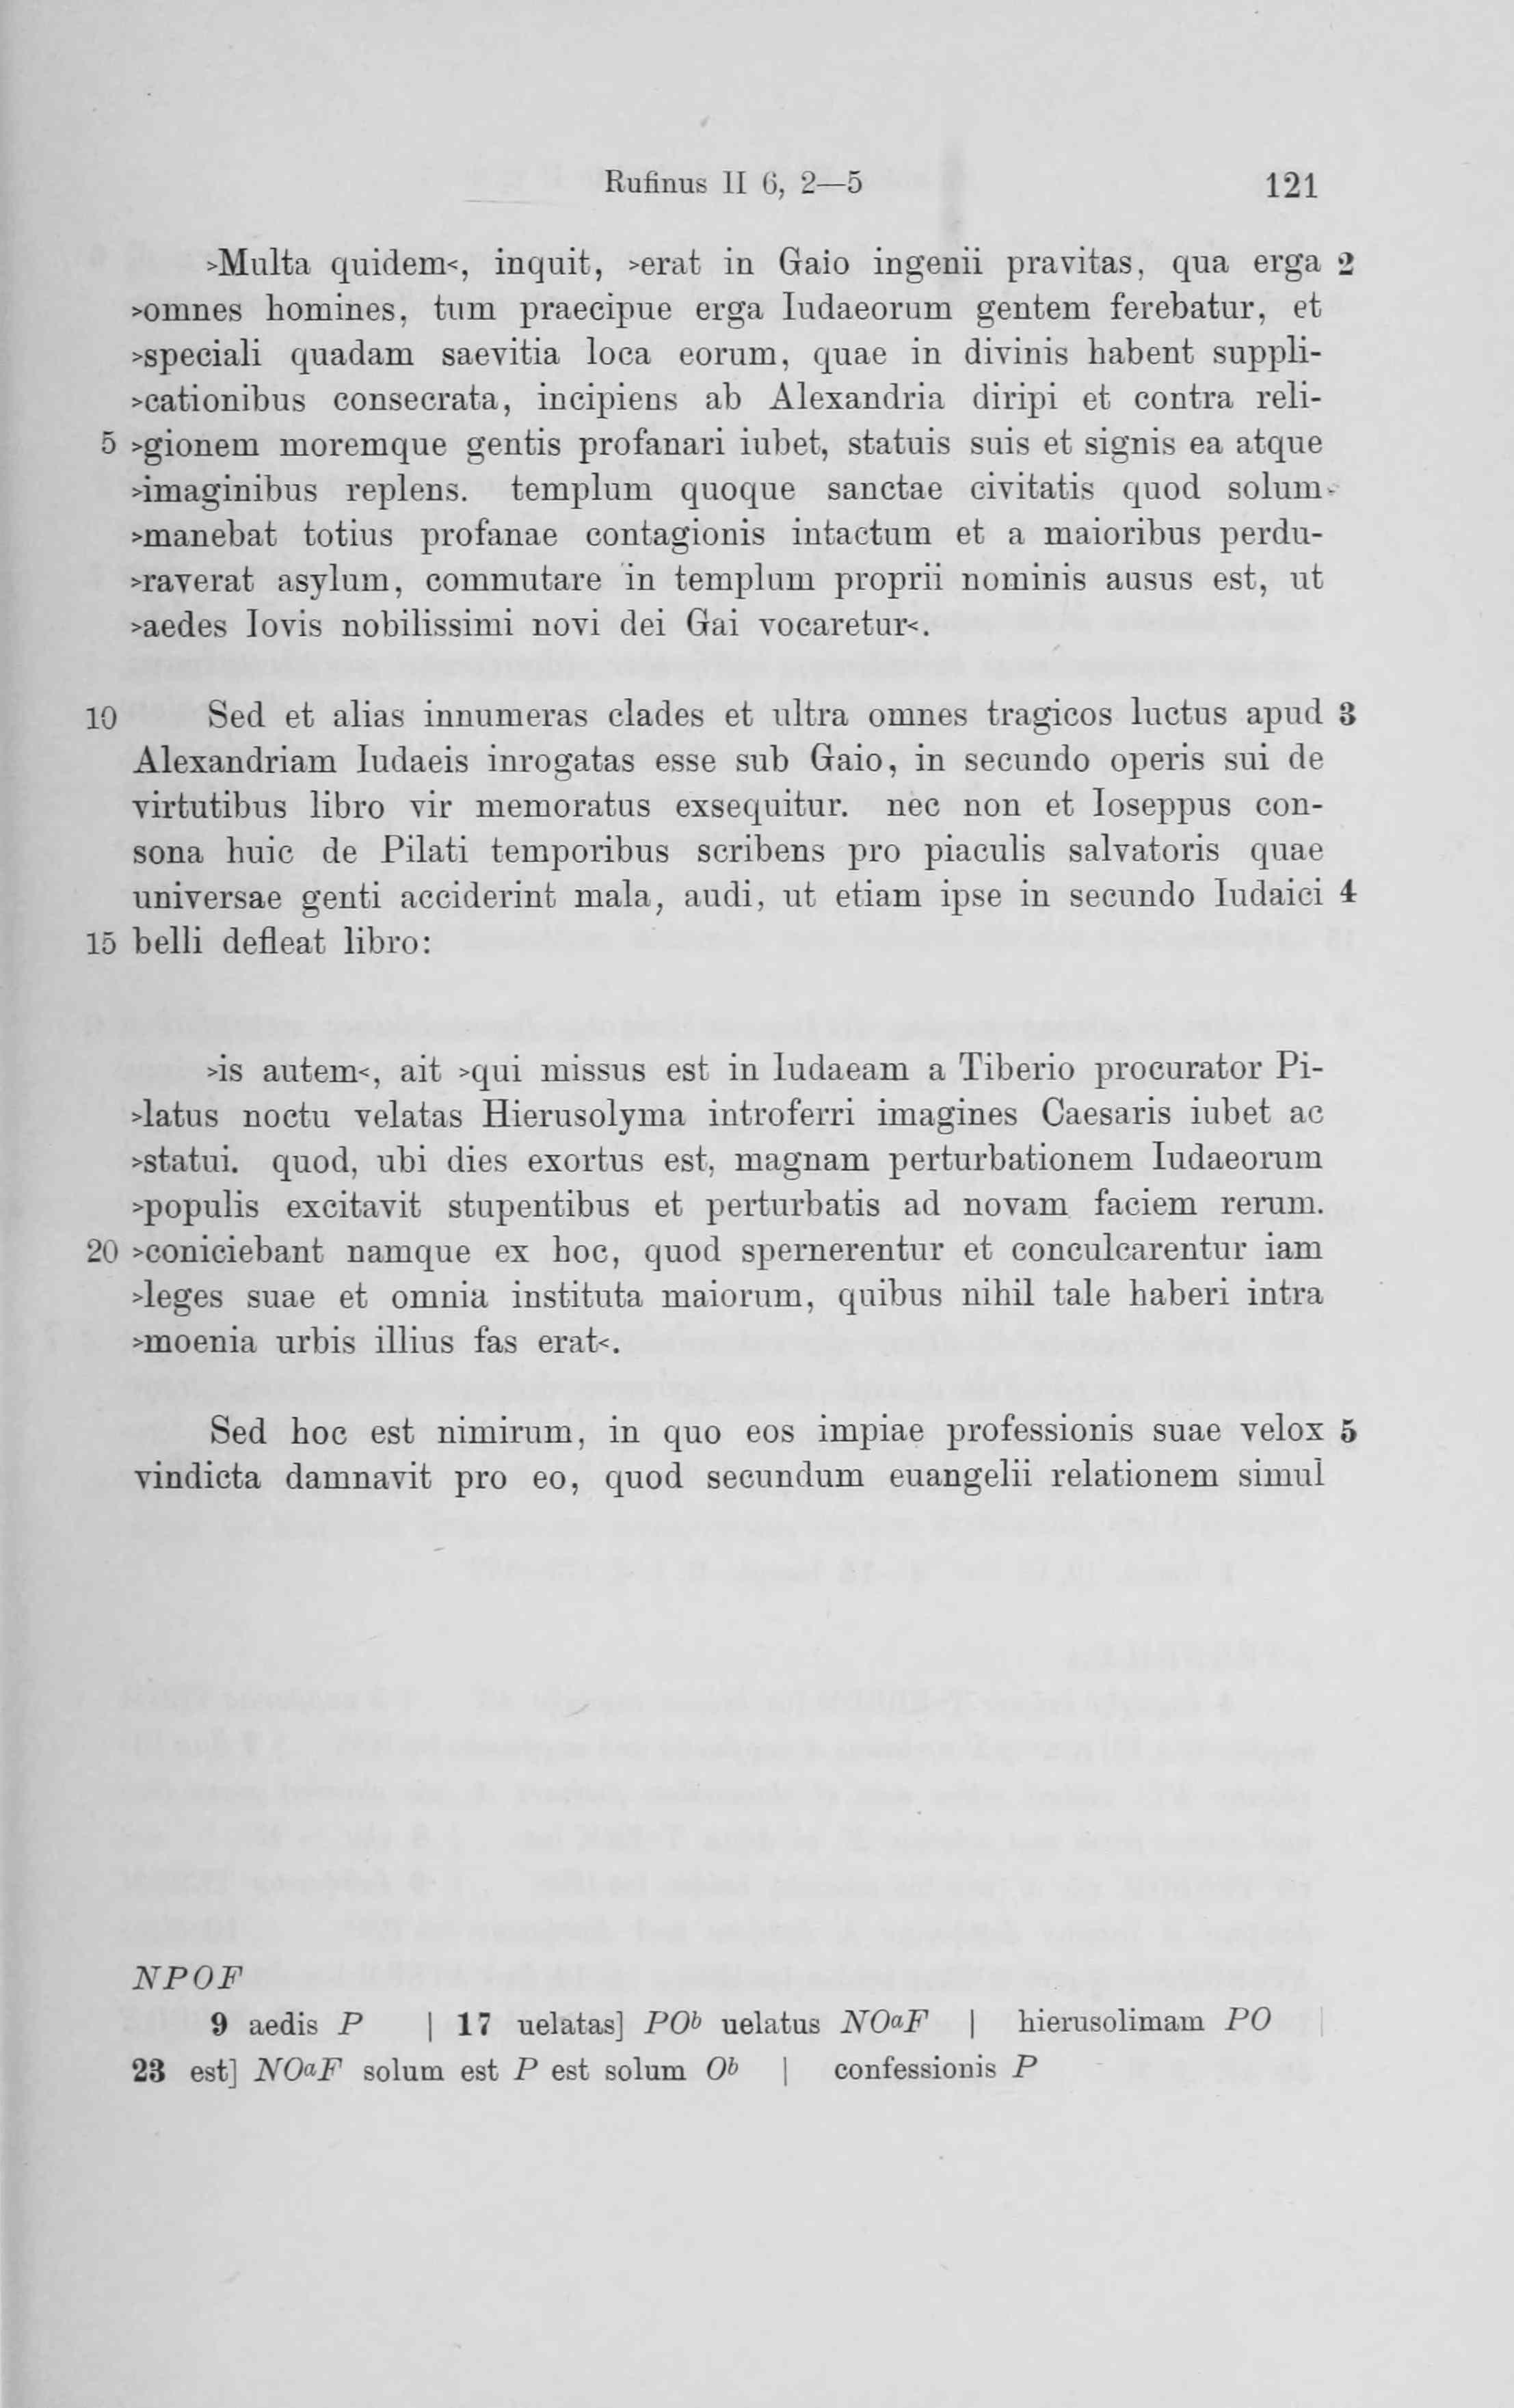 Rufinus II 6, 2—5 121
>Multa quidem<, inquit, >erat in Gaio ingenii pravitas, qua erga 2
>omnes homines, tum praecipue erga Iudaeorum gentem ferebatur, et
>speciali quadam saevitia loca eorum, quae in divinis habent suppli-
>cationibus consecrata, incipiens ab Alexandria diripi et contra reli-
5 >gionem moremque gentis profanari iubet, statuis suis et signis ea atque
>imaginibus replens. templum quoque sanctae civitatis quod solum
>manebat totius profanae contagionis intactum et a maioribus perdu-
>raverat asylum, commutare in templum proprii nominis ausus est, ut
>aedes Iovis nobilissimi novi dei Gai vocaretur<.
10 Sed et alias innumeras clades et ultra omnes tragicos luctus apud 3
Alexandriam Iudaeis inrogatas esse sub Gaio, in secundo operis sui de
virtutibus libro vir memoratus exsequitur. nec non et Ioseppus con-
sona huic de Pilati temporibus scribens pro piaculis salvatoris quae
universae genti acciderint mala, audi, ut etiam ipse in secundo Iudaici 4
15 belli defleat libro:
>is autem<, ait >qui missus est in Iudaeam a Tiberio procurator Pi-
>latus noctu velatas Hierusolyma introferri imagines Caesaris iubet ac
>statui. quod, ubi dies exortus est, magnam perturbationem Iudaeorum
>populis excitavit stupentibus et perturbatis ad novam faciem rerum.
20 >coniciebant namque ex hoc, quod spernerentur et conculcarentur iam
>leges suae et omnia instituta maiorum, quibus nihil tale haberi intra
>moenia urbis illius fas erat<.
Sed hoc est nimirum, in quo eos impiae professionis suae velox 5
vindicta damnavit pro eo, quod secundum euangelii relationem simul
NPOF
9 aedis P | 17 uelatas] POb uelatus NOaF | hierusolimam PO |
23 est] NOaF solum est P est solum Ob | confessionis P